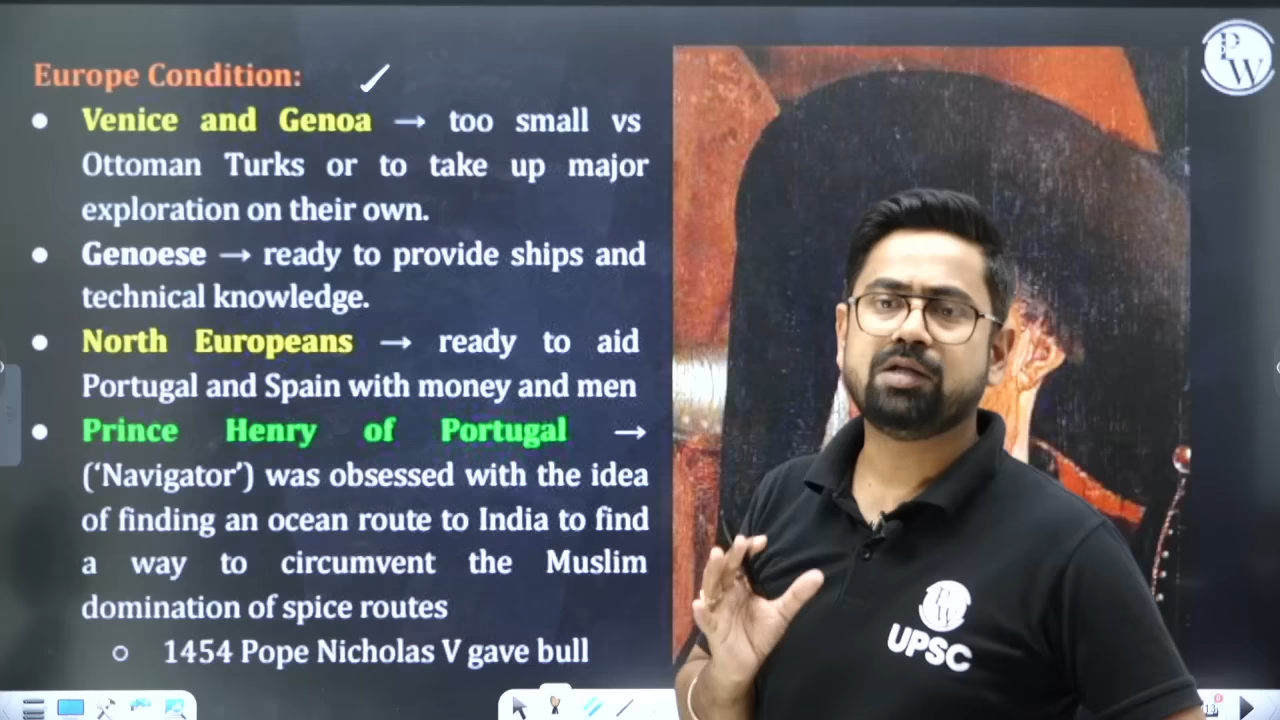 Europe Condition:
● Venice and Genoa → too small vs
Ottoman Turks or to take up major
exploration on their own.
● Genoese → ready to provide ships and
technical knowledge.
● North Europeans → ready to aid
Portugal and Spain with money and men
● Prince Henry of Portugal →
(‘Navigator’) was obsessed with the idea
of finding an ocean route to India to find
a way to circumvent the Muslim
domination of spice routes
○ 1454 Pope Nicholas V gave bull
PW
PW
UPSC